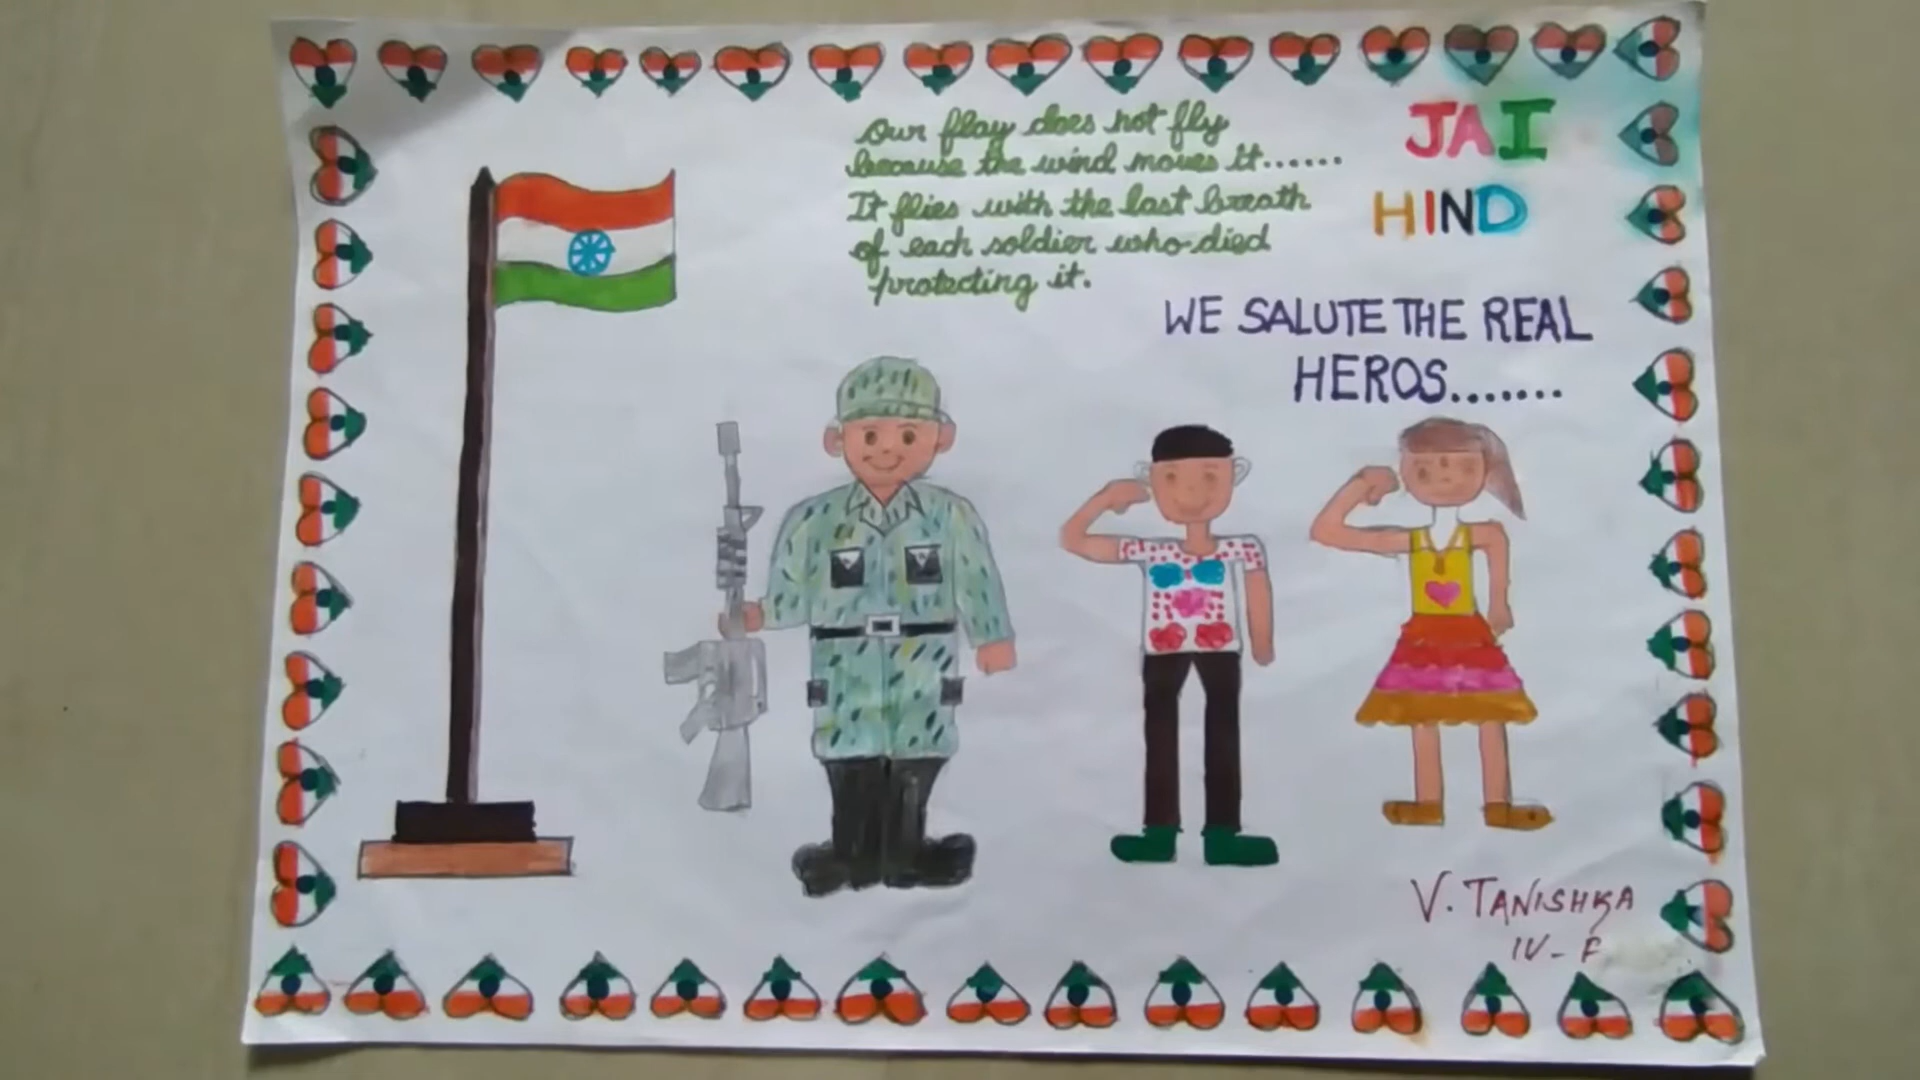 Our flag does not fly
because the wind moves it......
It flies with the last breath
of each soldier who died
protecting it.
JAI
HIND
WE SALUTE THE REAL
HEROS.......
V. TANISHKA
IV - F